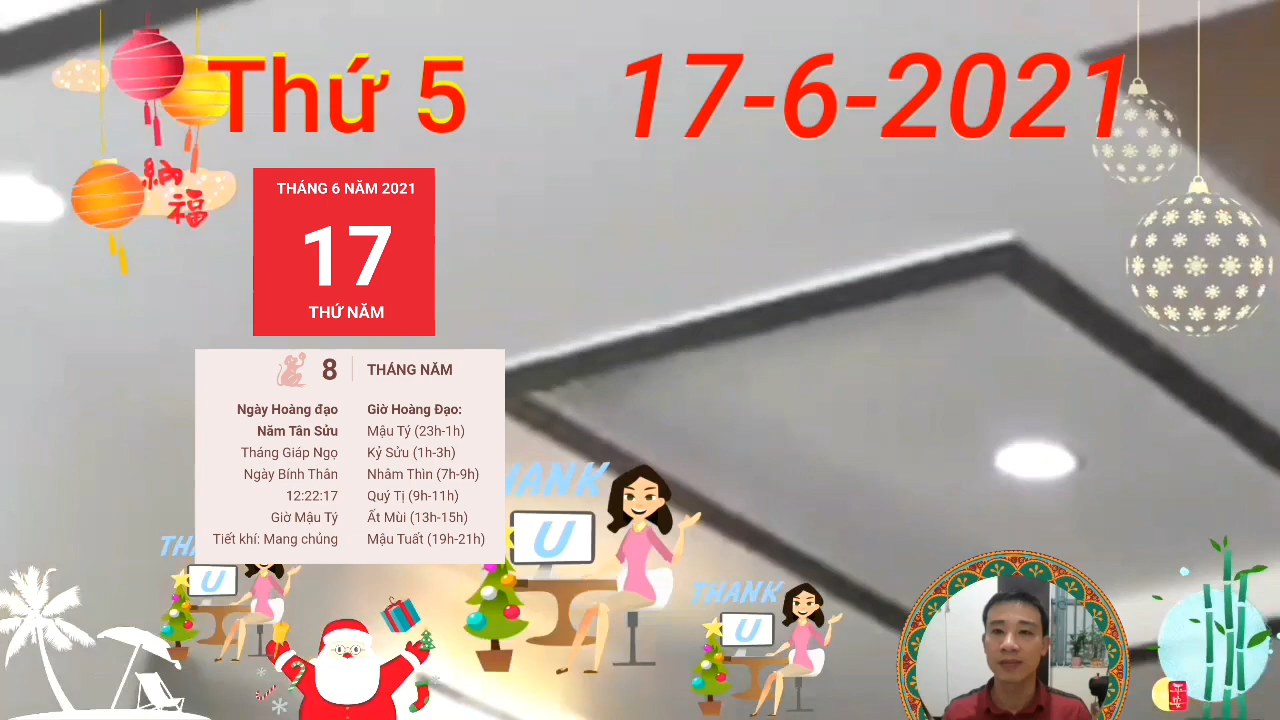 Thứ 5 17-6-2021
納
福
THÁNG 6 NĂM 2021
17
THỨ NĂM
8 THÁNG NĂM
Ngày Hoàng đạo
Năm Tân Sửu
Tháng Giáp Ngọ
Ngày Bính Thân
12:22:17
Giờ Mậu Tý
Tiết khí: Mang chủng
Giờ Hoàng Đạo:
Mậu Tý (23h-1h)
Kỷ Sửu (1h-3h)
Nhâm Thìn (7h-9h)
Quý Tị (9h-11h)
Ất Mùi (13h-15h)
Mậu Tuất (19h-21h)
HANK
U
THA
U
THANK
U